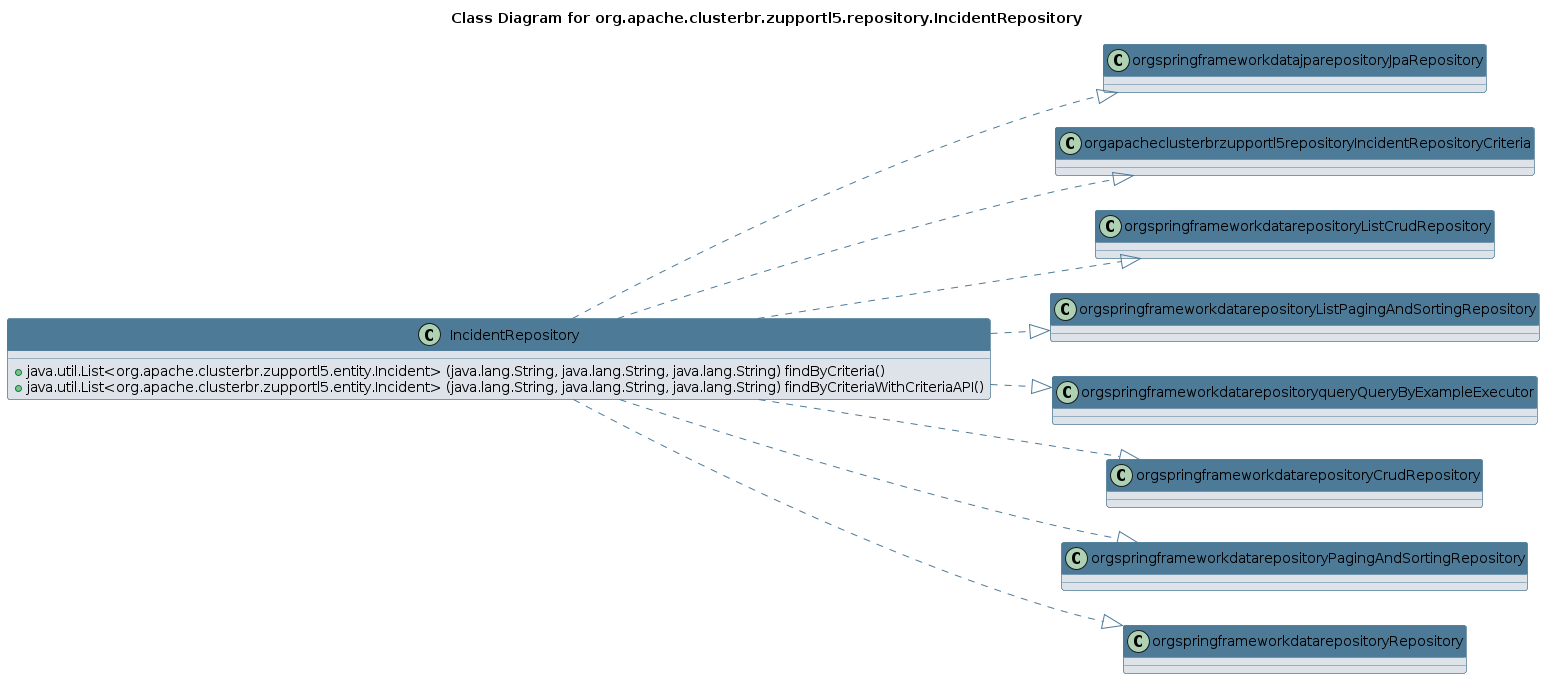 Class Diagram for org.apache.clusterbr.zupportl5.repository.IncidentRepository
C orgspringframeworkdatajparepositoryJpaRepository
C orgapacheclusterbrzupportl5repositoryIncidentRepositoryCriteria
C orgspringframeworkdatarepositoryListCrudRepository
C orgspringframeworkdatarepositoryListPagingAndSortingRepository
C IncidentRepository
java.util.List<org.apache.clusterbr.zupportl5.entity.Incident> (java.lang.String, java.lang.String, java.lang.String) findByCriteria()
java.util.List<org.apache.clusterbr.zupportl5.entity.Incident> (java.lang.String, java.lang.String, java.lang.String) findByCriteriaWithCriteriaAPI()
C orgspringframeworkdatarepositoryqueryQueryByExampleExecutor
C orgspringframeworkdatarepositoryCrudRepository
C orgspringframeworkdatarepositoryPagingAndSortingRepository
C orgspringframeworkdatarepositoryRepository